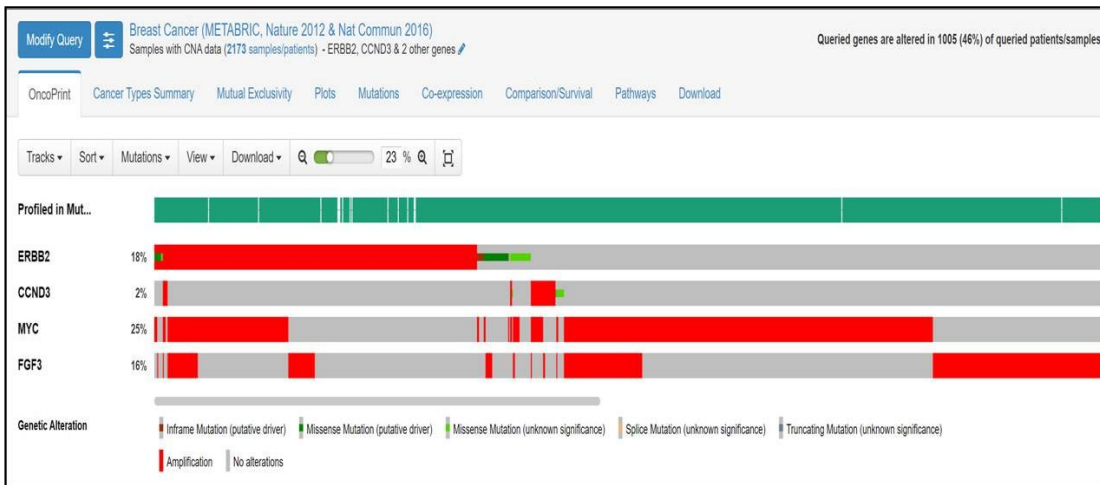 Modify Query
Breast Cancer (METABRIC, Nature 2012 & Nat Commun 2016)
Samples with CNA data (2173 samples/patients) - ERBB2, CCND3 & 2 other genes
Queried genes are altered in 1005 (46%) of queried patients/samples
OncoPrint Cancer Types Summary Mutual Exclusivity Plots Mutations Co-expression Comparison/Survival Pathways Download
Tracks Sort Mutations View Download 23 %
Profiled in Mut...
ERBB2 18%
CCND3 2%
MYC 25%
FGF3 16%
Genetic Alteration Inframe Mutation (putative driver) Missense Mutation (putative driver) Missense Mutation (unknown significance) Splice Mutation (unknown significance) Truncating Mutation (unknown significance)
Amplification No alterations